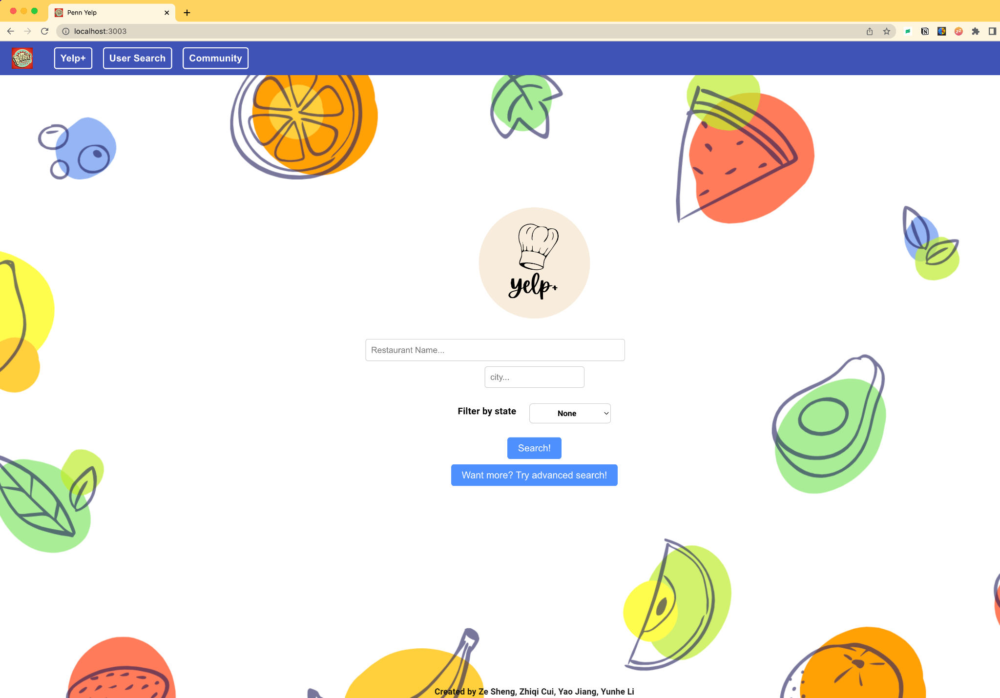 Penn Yelp
localhost:3003
Yelp+
User Search
Community
yelp+
Restaurant Name...
city...
Filter by state
None
Search!
Want more? Try advanced search!
Created by Ze Sheng, Zhiqi Cui, Yao Jiang, Yunhe Li